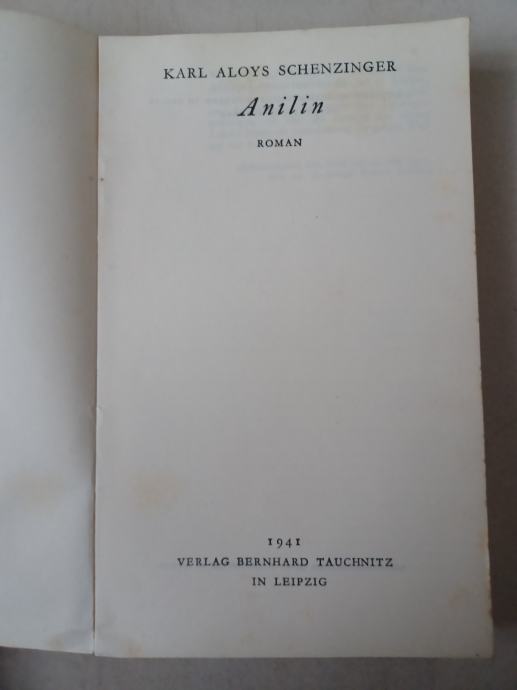 KARL ALOYS SCHENZINGER
Anilin
ROMAN
1941
VERLAG BERNHARD TAUCHNITZ
IN LEIPZIG